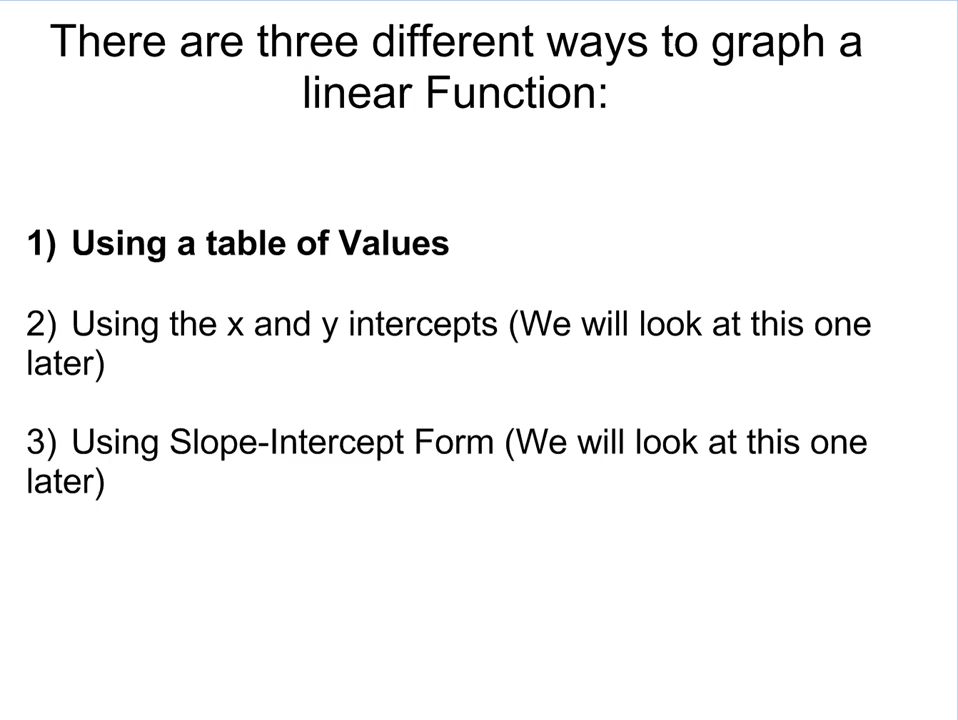 There are three different ways to graph a
linear Function:
1) Using a table of Values
2) Using the x and y intercepts (We will look at this one
later)
3) Using Slope-Intercept Form (We will look at this one
later)